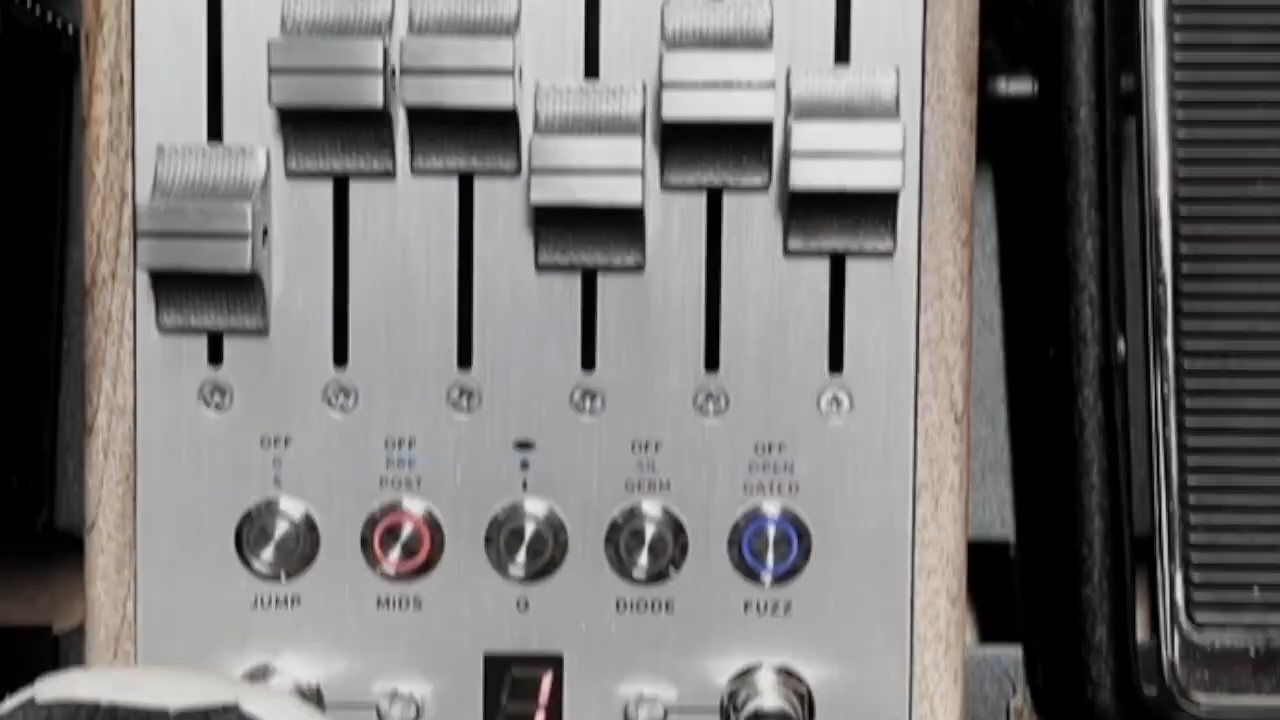 OFF
OFF
OFF
OFF
PRE
SIL
OPEN
POST
GERM
GATED
JUMP
MIDS
Q
DIODE
FUZZ